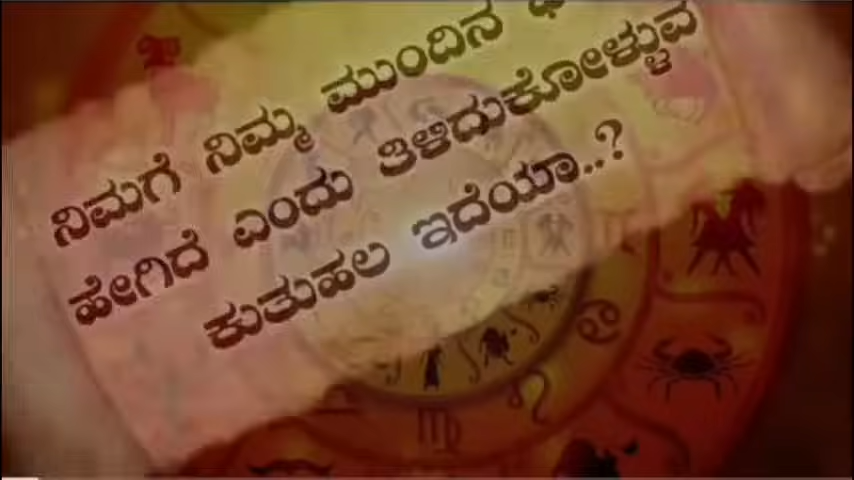 ನಿಮಗೆ ನಿಮ್ಮ ಮುಂದಿನ
ಹೇಗಿದೆ ಎಂದು ತಿಳಿದುಕೋಳ್ಳುವ
ಕುತುಹಲ ಇದೆಯಾ..?